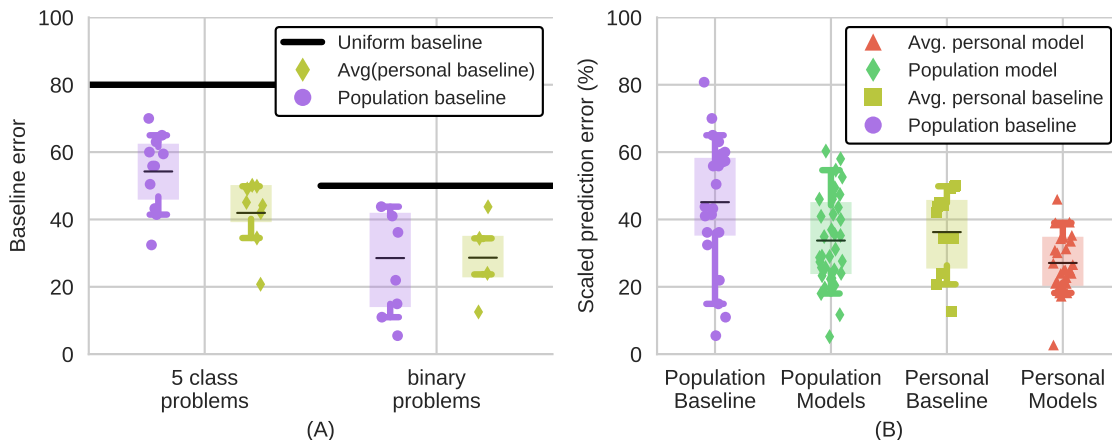 100
80
60
40
20
0
Baseline error
Uniform baseline
Avg(personal baseline)
Population baseline
5 class
problems
binary
problems
(A)
100
80
60
40
20
0
Scaled prediction error (%)
Avg. personal model
Population model
Avg. personal baseline
Population baseline
Population
Baseline
Population
Models
Personal
Baseline
Personal
Models
(B)